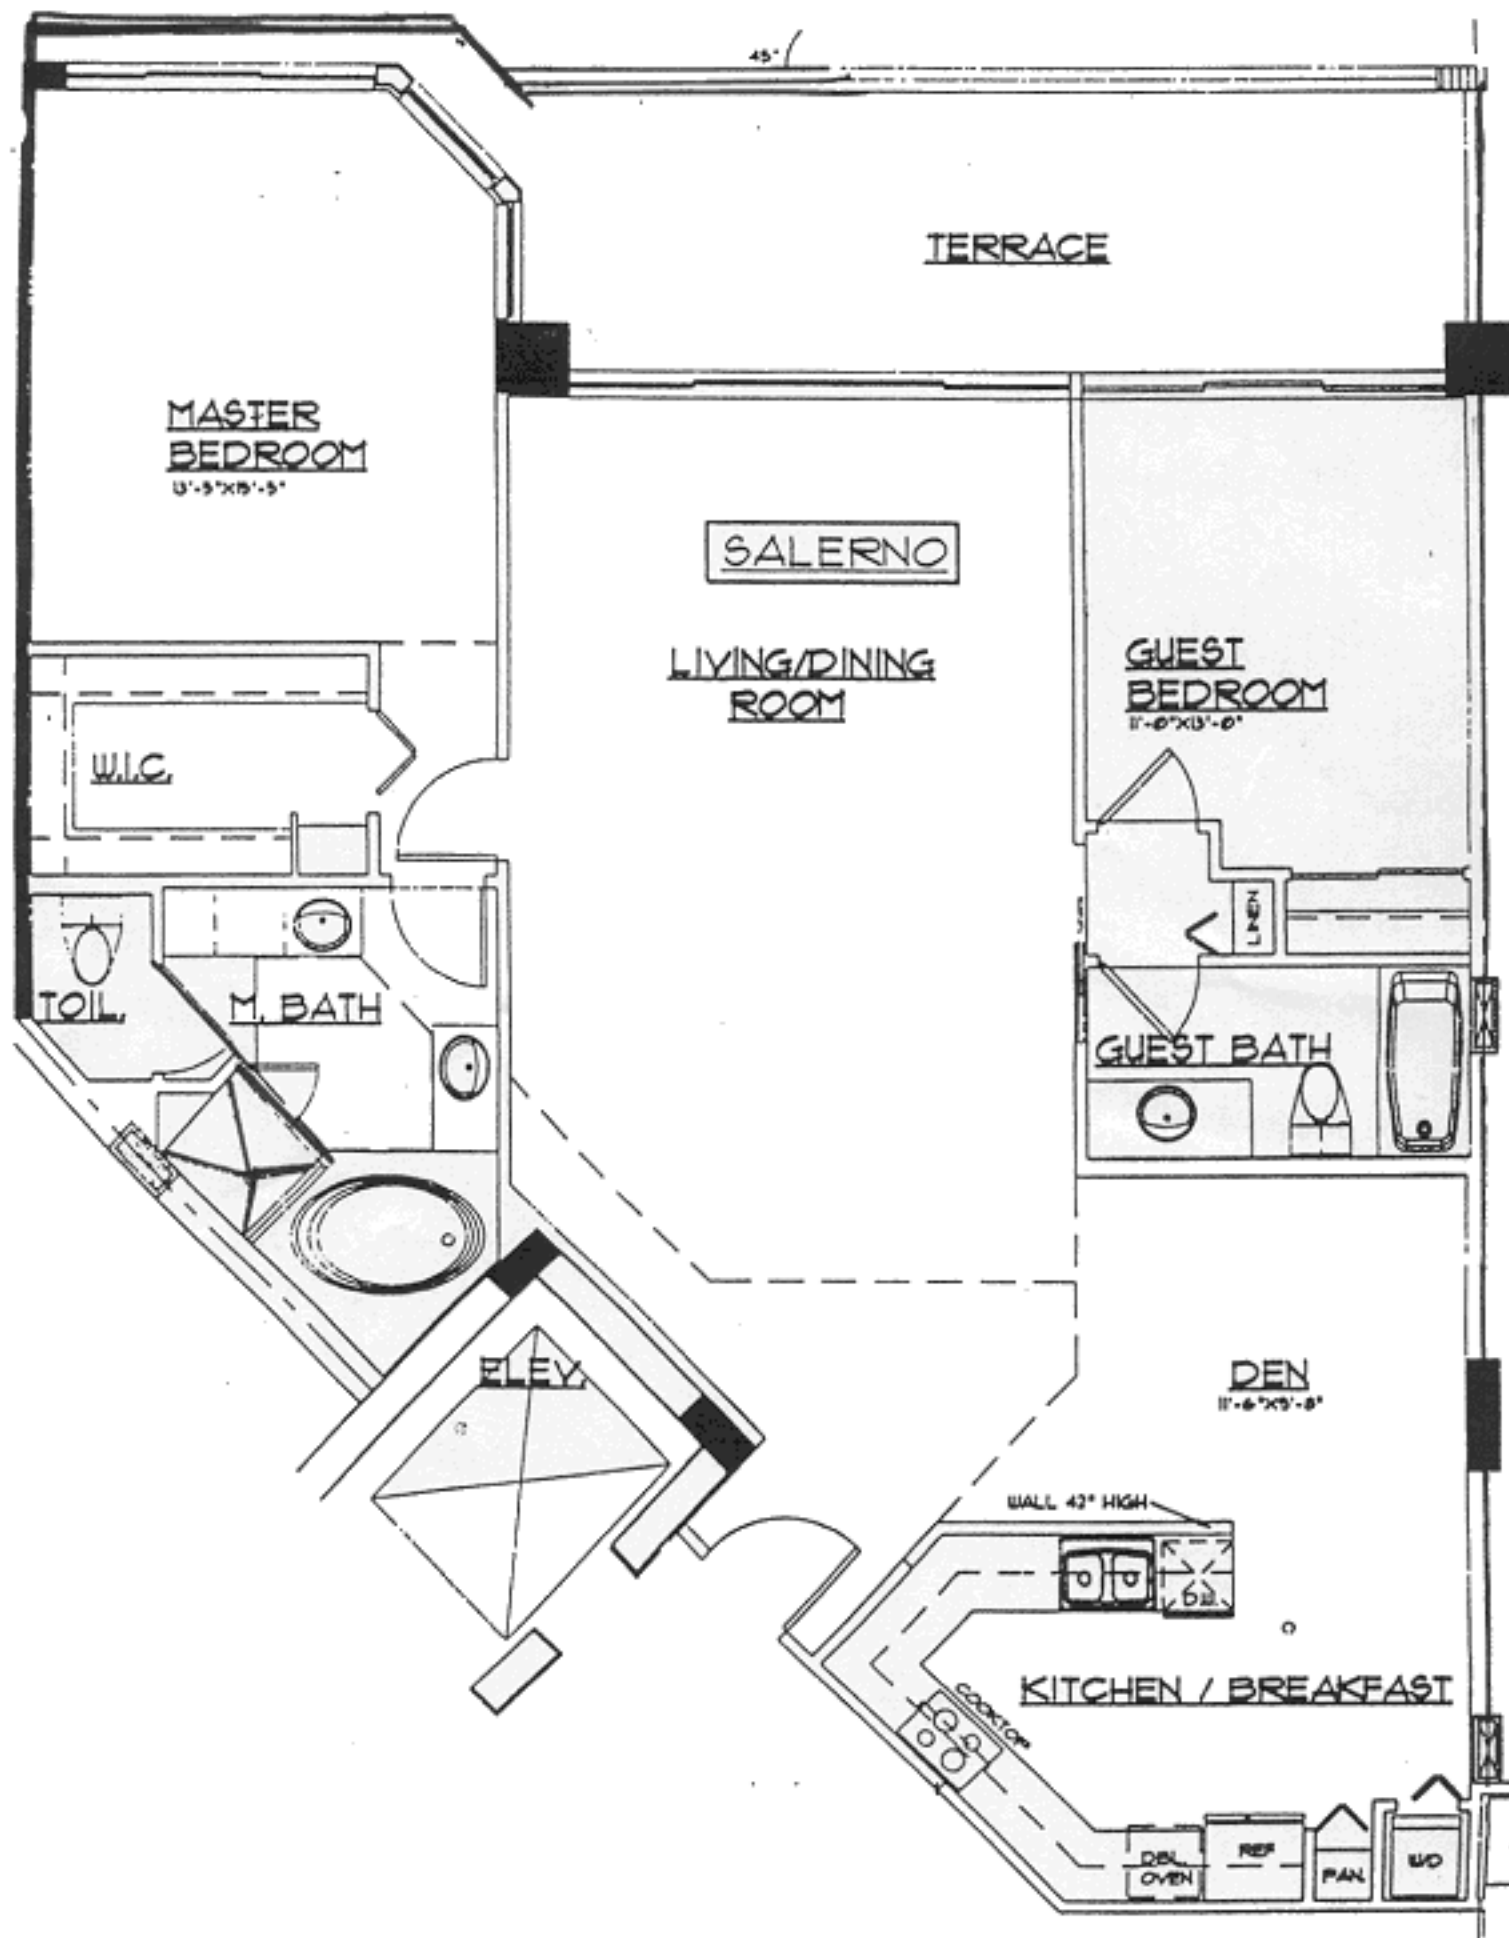 45°
TERRACE
MASTER
BEDROOM
13'-5"X15'-5"
SALERNO
LIVING/DINING
ROOM
GUEST
BEDROOM
11'-0"X13'-0"
W.I.C.
LINEN
TOIL.
M. BATH
GUEST BATH
ELEV.
DEN
11'-6"X9'-8"
WALL 42" HIGH
D.W.
KITCHEN / BREAKFAST
COOKTOP
DBL.
OVEN
REF
PAN.
W/D